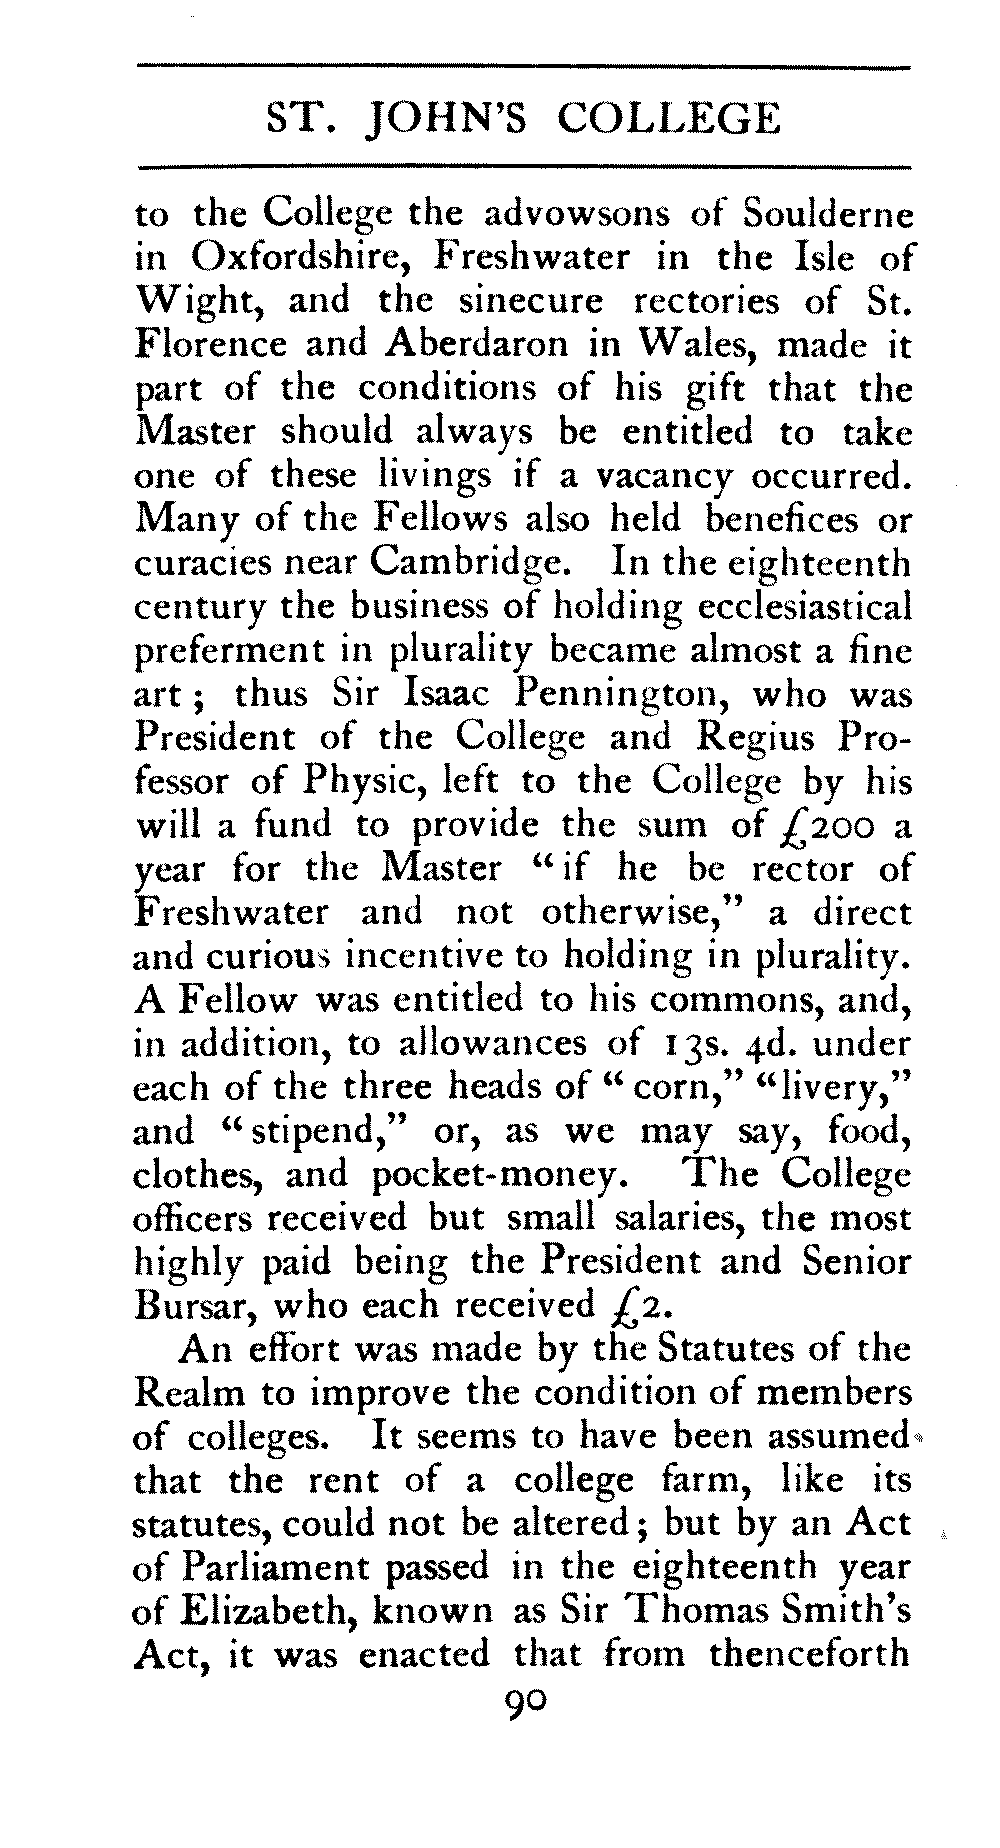 ST. JOHN'S COLLEGE
to the College the advowsons of Soulderne
in Oxfordshire, Freshwater in the Isle of
Wight, and the sinecure rectories of St.
Florence and Aberdaron in Wales, made it
part of the conditions of his gift that the
Master should always be entitled to take
one of these livings if a vacancy occurred.
Many of the Fellows also held benefices or
curacies near Cambridge. In the eighteenth
century the business of holding ecclesiastical
preferment in plurality became almost a fine
art ; thus Sir Isaac Pennington, who was
President of the College and Regius Pro-
fessor of Physic, left to the College by his
will a fund to provide the sum of £200 a
year for the Master “ if he be rector of
Freshwater and not otherwise,” a direct
and curious incentive to holding in plurality.
A Fellow was entitled to his commons, and,
in addition, to allowances of 13s. 4d. under
each of the three heads of “ corn,” “livery,”
and “ stipend,” or, as we may say, food,
clothes, and pocket-money. The College
officers received but small salaries, the most
highly paid being the President and Senior
Bursar, who each received £2.
An effort was made by the Statutes of the
Realm to improve the condition of members
of colleges. It seems to have been assumed
that the rent of a college farm, like its
statutes, could not be altered ; but by an Act
of Parliament passed in the eighteenth year
of Elizabeth, known as Sir Thomas Smith's
Act, it was enacted that from thenceforth
90